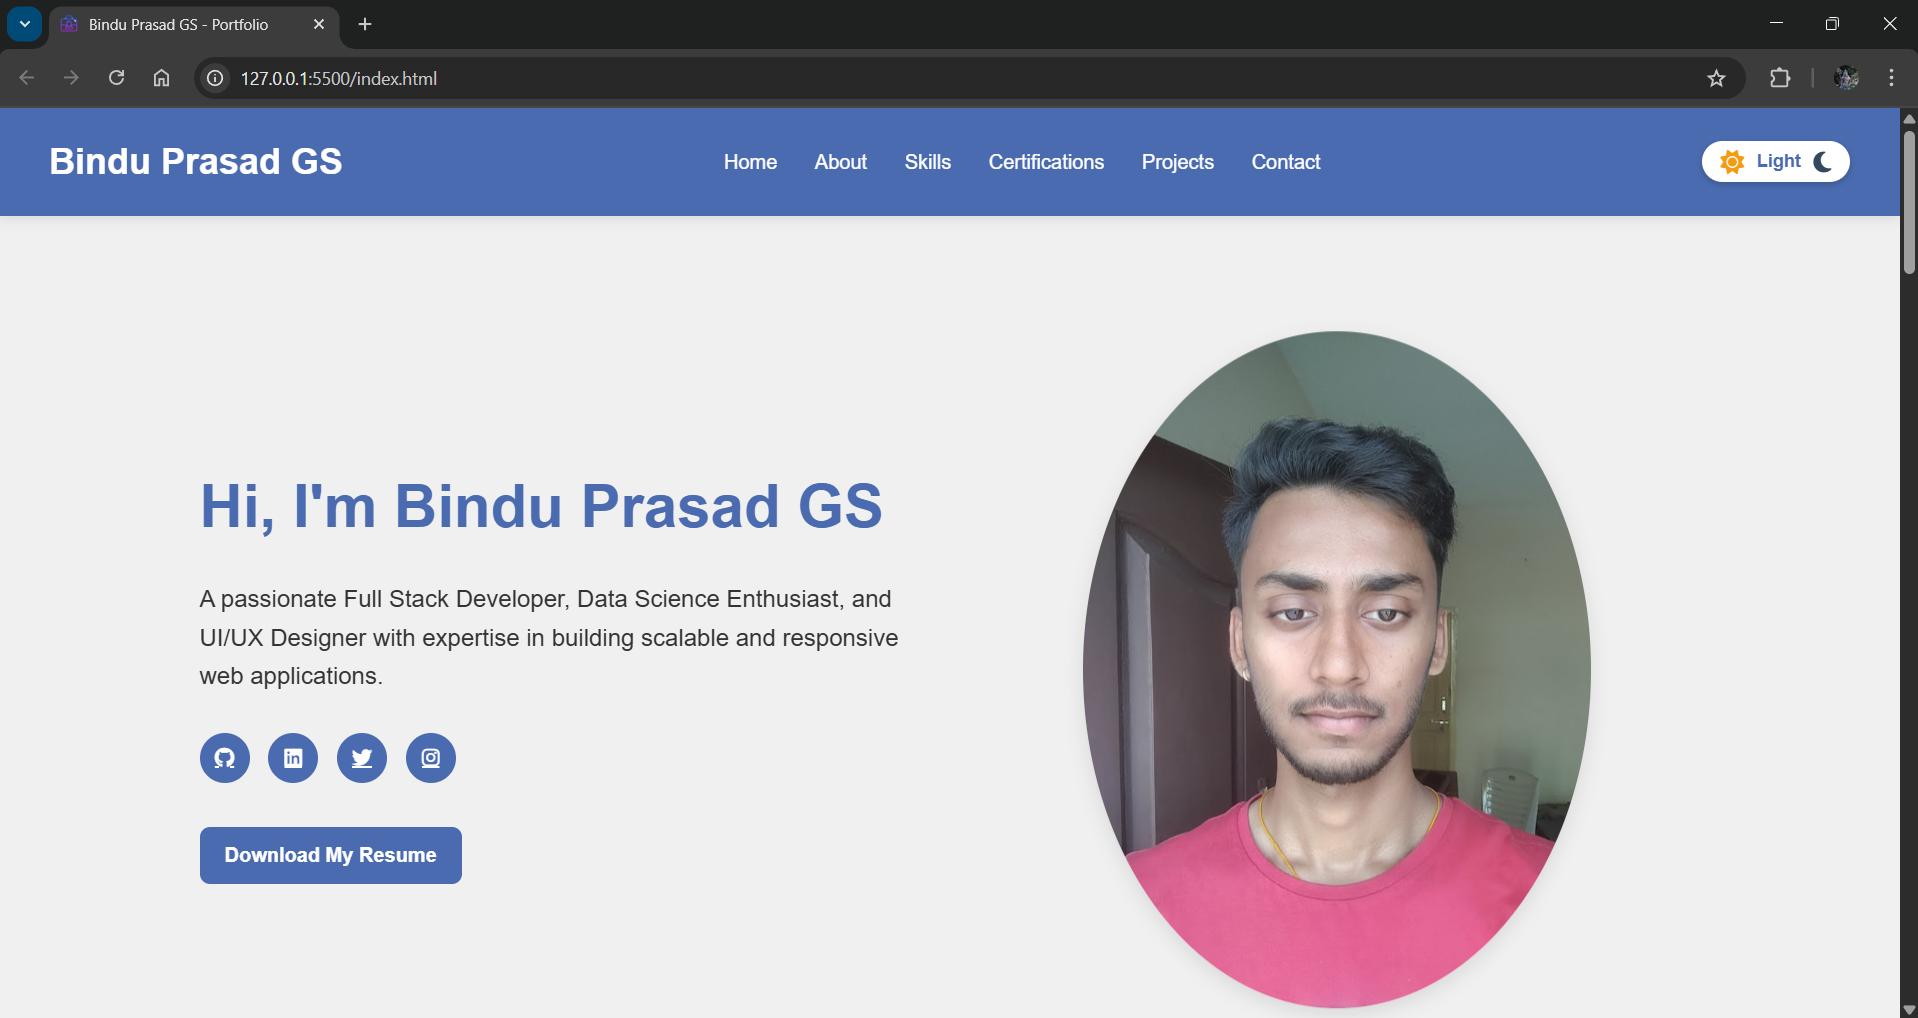 Bindu Prasad GS - Portfolio
127.0.0.1:5500/index.html
Bindu Prasad GS
Home About Skills Certifications Projects Contact
Light
Hi, I'm Bindu Prasad GS
A passionate Full Stack Developer, Data Science Enthusiast, and
UI/UX Designer with expertise in building scalable and responsive
web applications.
in
Download My Resume